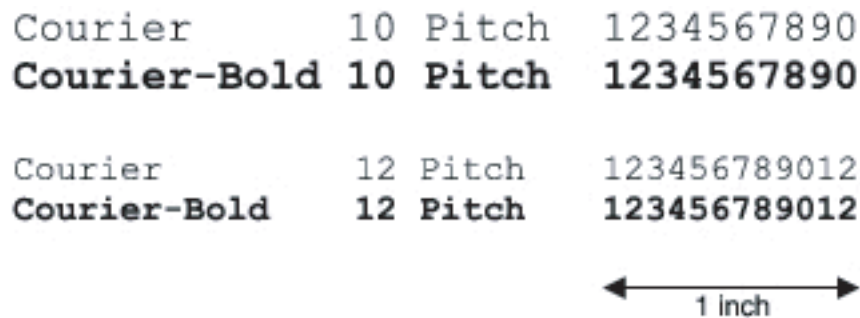 Courier 10 Pitch 1234567890
Courier-Bold 10 Pitch 1234567890
Courier 12 Pitch 123456789012
Courier-Bold 12 Pitch 123456789012
1 inch